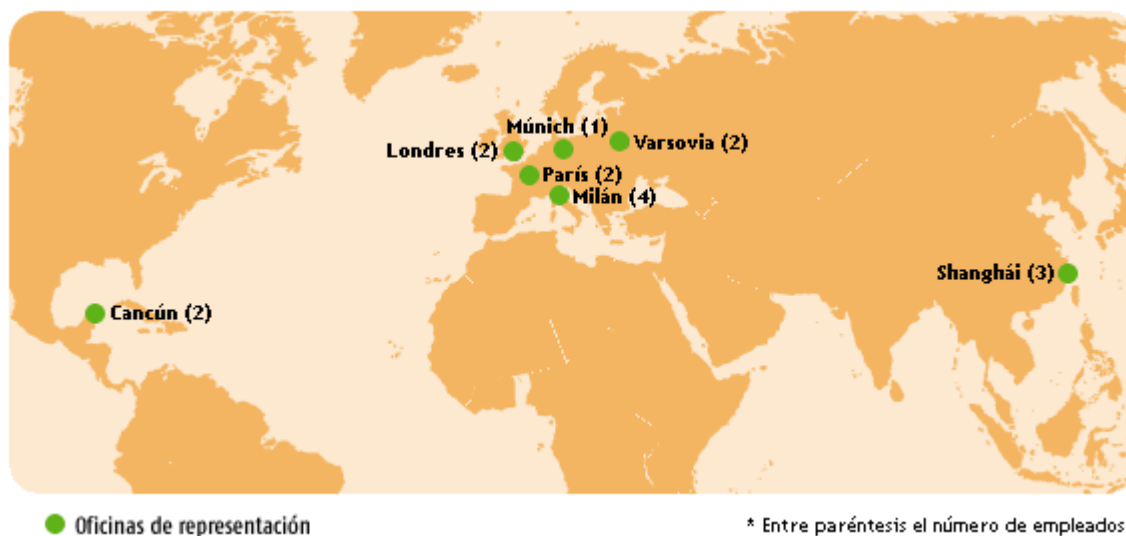 Múnich (1)
Londres (2)
Varsovia (2)
París (2)
Milán (4)
Shanghái (3)
Cancún (2)
Oficinas de representación
* Entre paréntesis el número de empleados